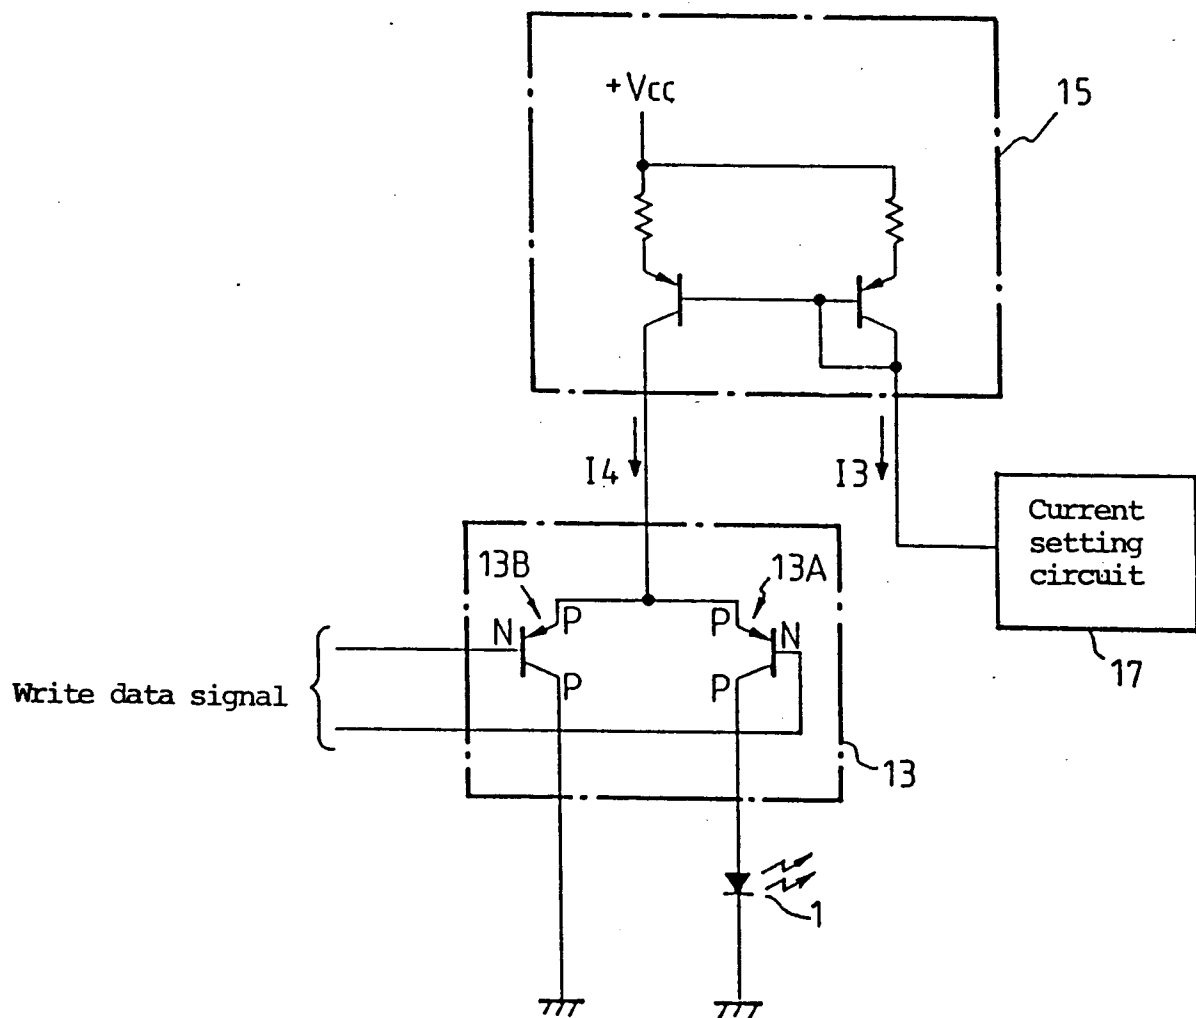 +Vcc
15
I4
I3
Current
setting
circuit
17
13B
13A
N
P
P
N
P
P
Write data signal
13
1